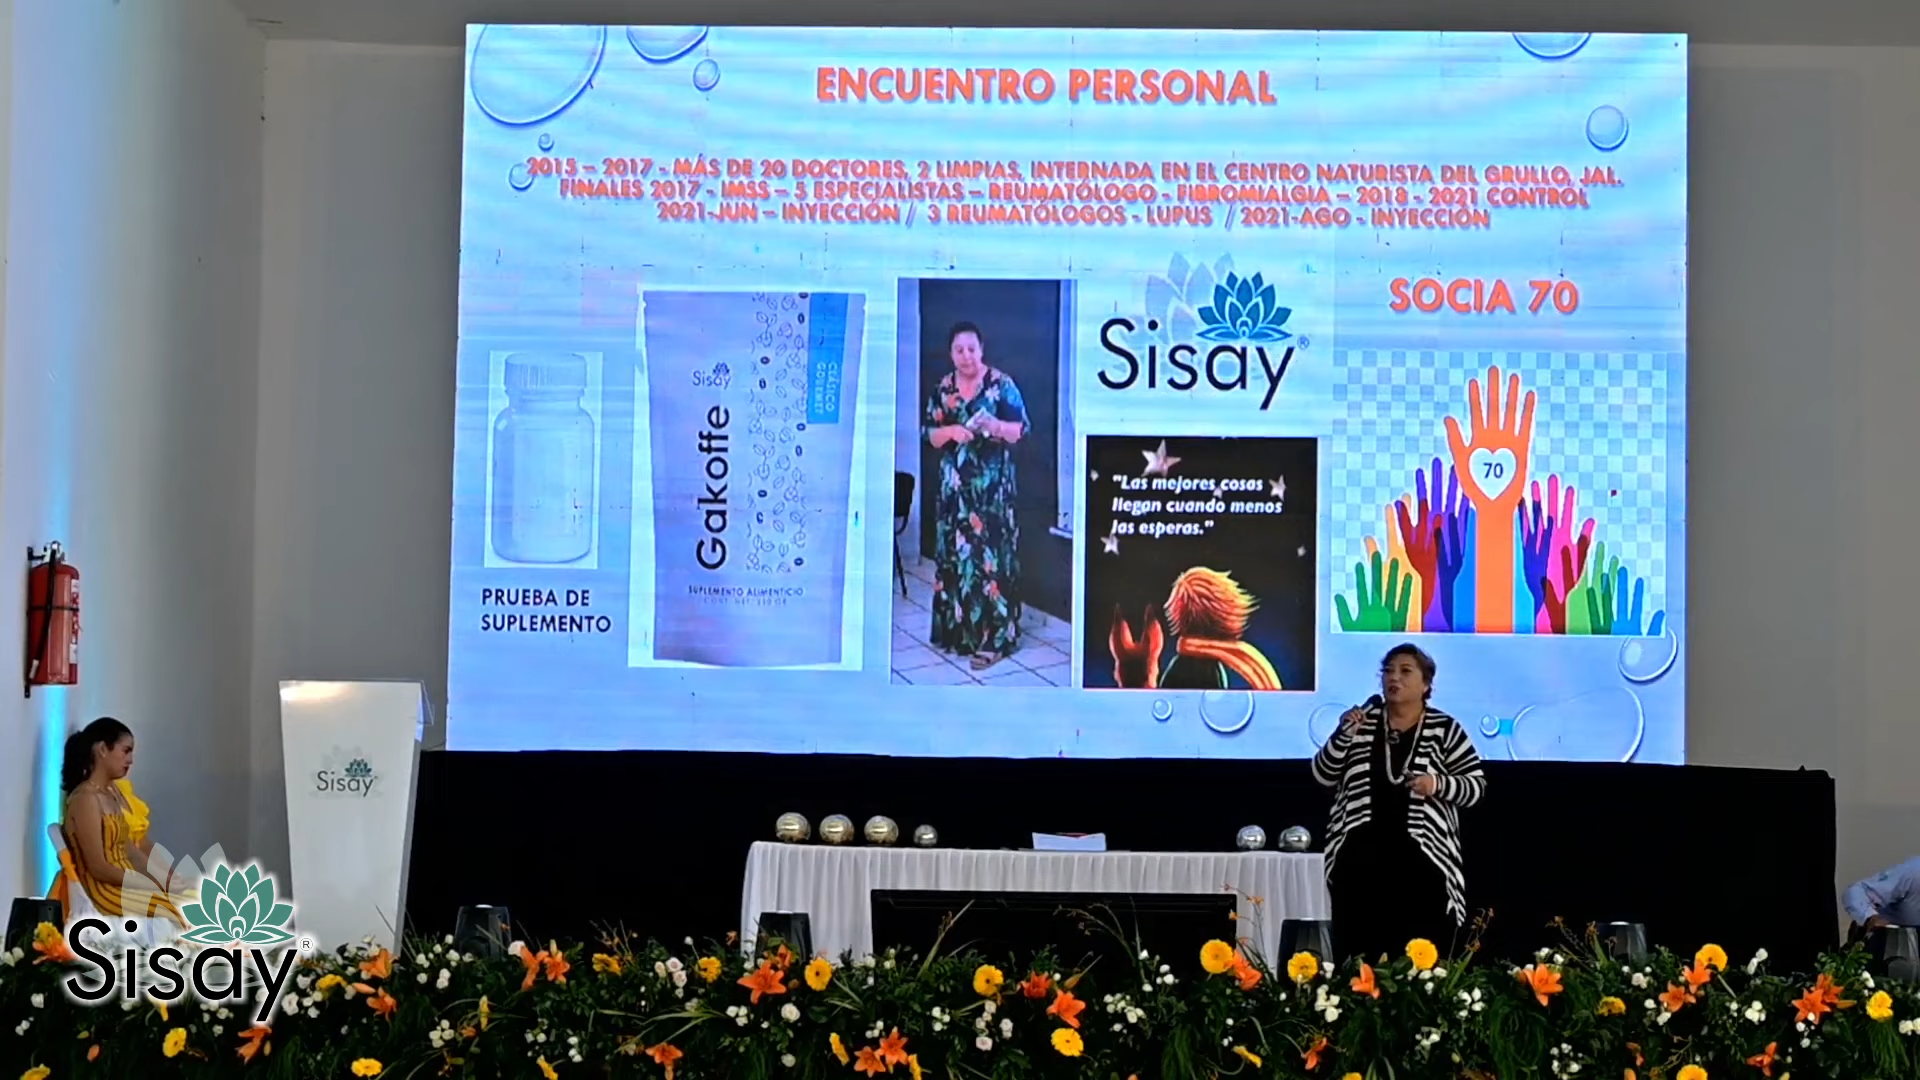 ENCUENTRO PERSONAL
2015 – 2017 - MÁS DE 20 DOCTORES, 2 LIMPIAS, INTERNADA EN EL CENTRO NATURISTA DEL GRULLO, JAL.
FINALES 2017 - IMSS – 5 ESPECIALISTAS – REUMATÓLOGO - FIBROMIALGIA – 2018 - 2021 CONTROL
2021-JUN – INYECCIÓN / 3 REUMATÓLOGOS - LUPUS / 2021-AGO - INYECCIÓN
SOCIA 70
Sisay®
Sisay
Gakoffe
CLÁSICO
GOURMET
SUPLEMENTO ALIMENTICIO
"Las mejores cosas
llegan cuando menos
las esperas."
70
PRUEBA DE
SUPLEMENTO
Sisay
Sisay®